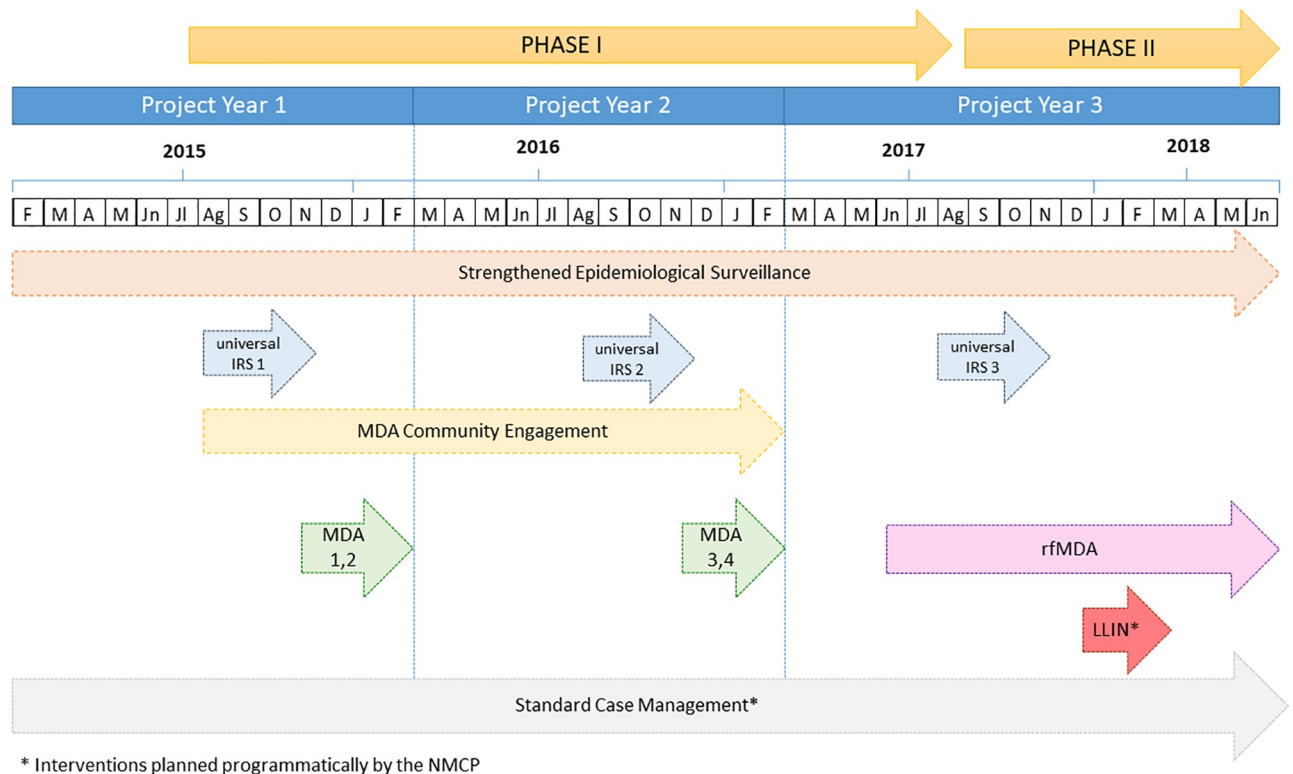 PHASE I
PHASE II
Project Year 1
Project Year 2
Project Year 3
2015
2016
2017
2018
F M A M Jn Jl Ag S O N D J F M A M Jn Jl Ag S O N D J F M A M Jn Jl Ag S O N D J F M A M Jn
Strengthened Epidemiological Surveillance
universal
IRS 1
universal
IRS 2
universal
IRS 3
MDA Community Engagement
MDA
1,2
MDA
3,4
rfMDA
LLIN*
Standard Case Management*
* Interventions planned programmatically by the NMCP